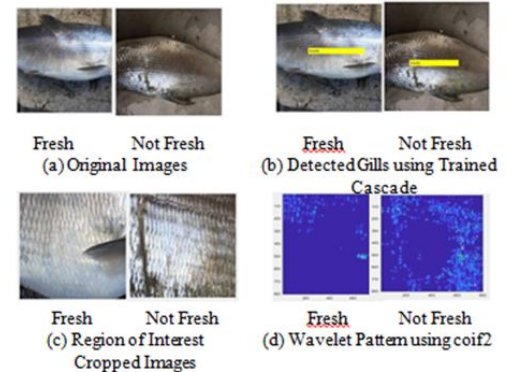 Fresh Not Fresh
(a) Original Images
Fresh Not Fresh
(b) Detected Gills using Trained
Cascade
Fresh Not Fresh
(c) Region of Interest
Cropped Images
Fresh Not Fresh
(d) Wavelet Pattern using coif2